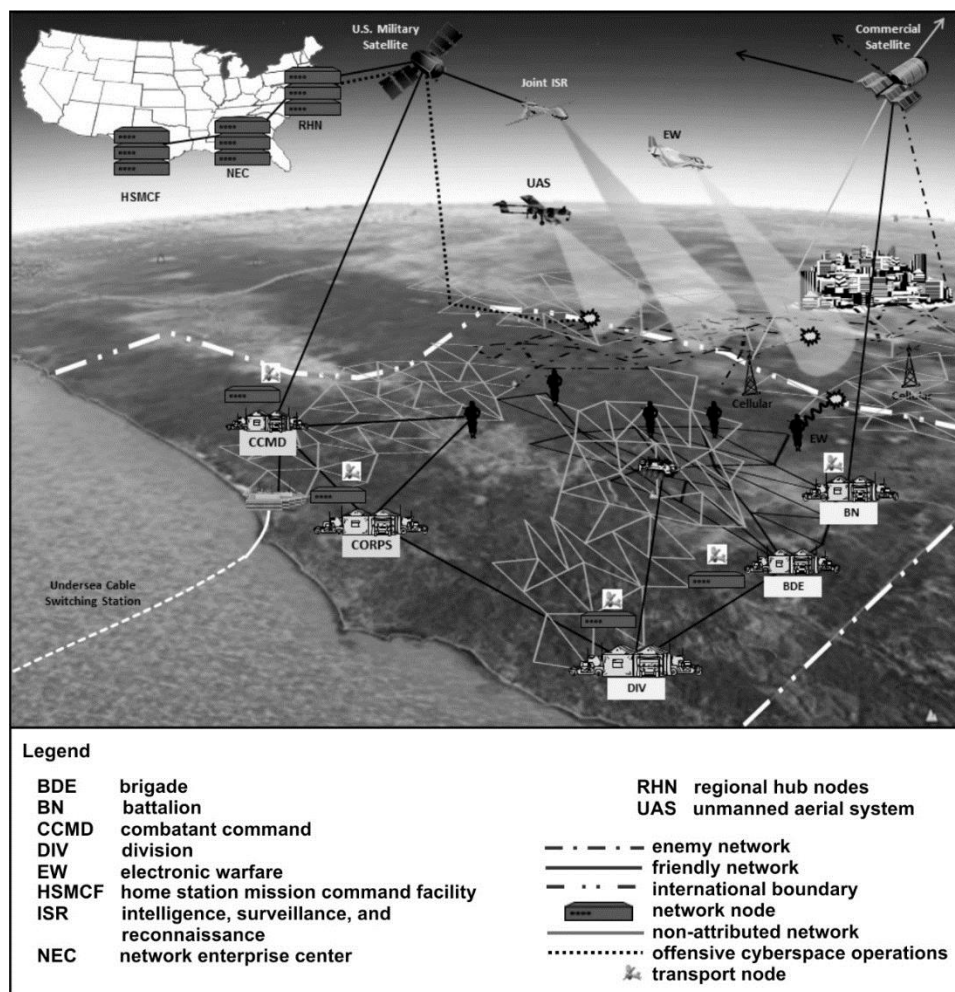 U.S. Military
Satellite
Commercial
Satellite
Joint ISR
RHN
EW
NEC
HSMCF
UAS
Cellular
Cellular
EW
CCMD
BN
CORPS
BDE
Undersea Cable
Switching Station
DIV
Legend
BDE brigade
BN battalion
CCMD combatant command
DIV division
EW electronic warfare
HSMCF home station mission command facility
ISR intelligence, surveillance, and
reconnaissance
NEC network enterprise center
RHN regional hub nodes
UAS unmanned aerial system
enemy network
friendly network
international boundary
network node
non-attributed network
offensive cyberspace operations
transport node